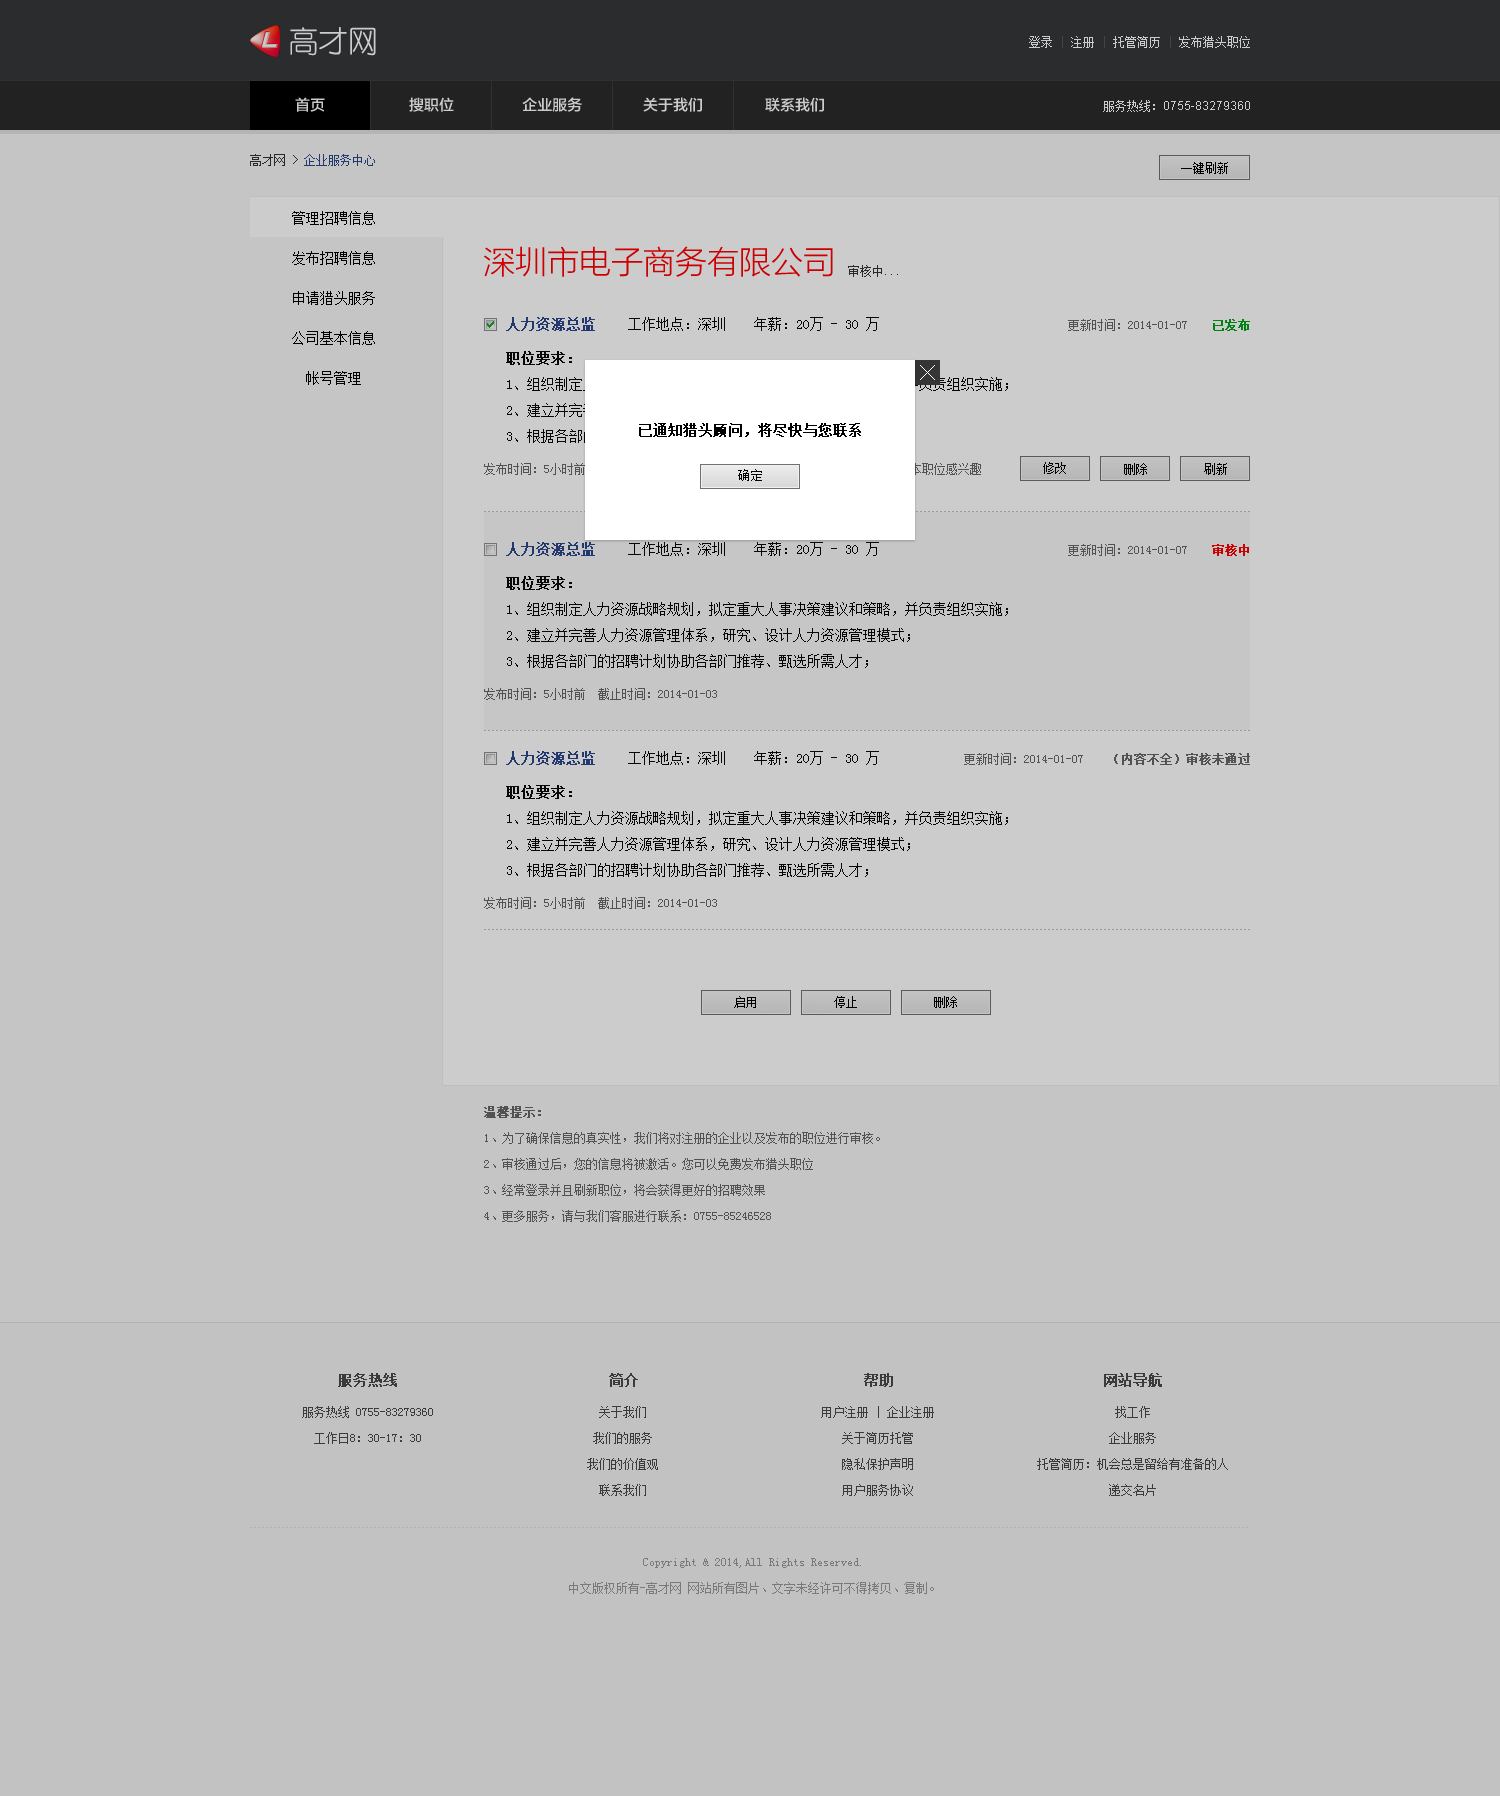 高才网
登录 | 注册 | 托管简历 | 发布猎头职位
首页 搜职位 企业服务 关于我们 联系我们 服务热线：0755-83279360
高才网 > 企业服务中心 一键刷新
管理招聘信息
发布招聘信息
申请猎头服务
公司基本信息
帐号管理
深圳市电子商务有限公司 审核中...
人力资源总监 工作地点：深圳 年薪：20万 - 30 万 更新时间：2014-01-07 已发布
职位要求：
1、组织制定 负责组织实施；
2、建立并完
3、根据各部
发布时间：5小时前 职位感兴趣 修改 删除 刷新
已通知猎头顾问，将尽快与您联系
确定
人力资源总监 工作地点：深圳 年薪：20万 - 30 万 更新时间：2014-01-07 审核中
职位要求：
1、组织制定人力资源战略规划，拟定重大人事决策建议和策略，并负责组织实施；
2、建立并完善人力资源管理体系，研究、设计人力资源管理模式；
3、根据各部门的招聘计划协助各部门推荐、甄选所需人才；
发布时间：5小时前 截止时间：2014-01-03
人力资源总监 工作地点：深圳 年薪：20万 - 30 万 更新时间：2014-01-07 （内容不全）审核未通过
职位要求：
1、组织制定人力资源战略规划，拟定重大人事决策建议和策略，并负责组织实施；
2、建立并完善人力资源管理体系，研究、设计人力资源管理模式；
3、根据各部门的招聘计划协助各部门推荐、甄选所需人才；
发布时间：5小时前 截止时间：2014-01-03
启用 停止 删除
温馨提示：
1、为了确保信息的真实性，我们将对注册的企业以及发布的职位进行审核。
2、审核通过后，您的信息将被激活。您可以免费发布猎头职位
3、经常登录并且刷新职位，将会获得更好的招聘效果
4、更多服务，请与我们客服进行联系：0755-85246528
服务热线
服务热线 0755-83279360
工作日8：30-17：30
简介
关于我们
我们的服务
我们的价值观
联系我们
帮助
用户注册 | 企业注册
关于简历托管
隐私保护声明
用户服务协议
网站导航
找工作
企业服务
托管简历：机会总是留给有准备的人
递交名片
Copyright @ 2014,All Rights Reserved.
中文版权所有-高才网 网站所有图片、文字未经许可不得拷贝、复制。